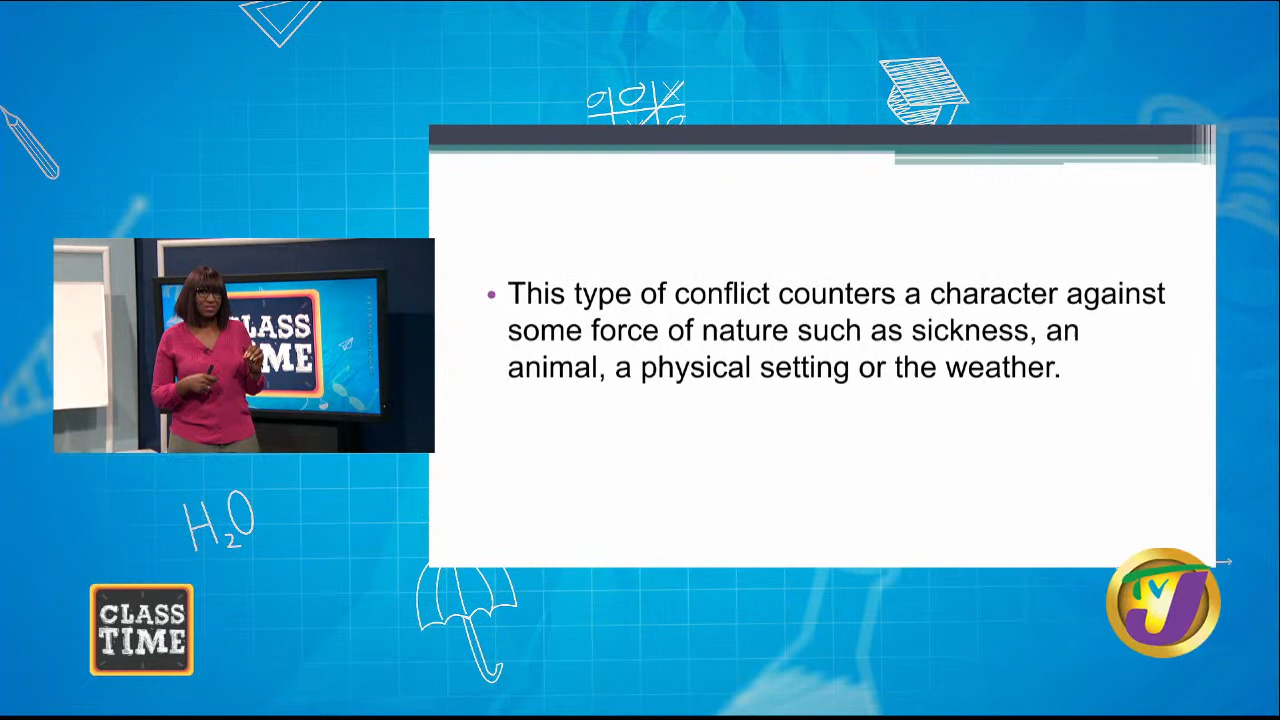 OOX
• This type of conflict counters a character against
some force of nature such as sickness, an
animal, a physical setting or the weather.
CLASS
TIME
H₂O
CLASS
TIME
TVJ